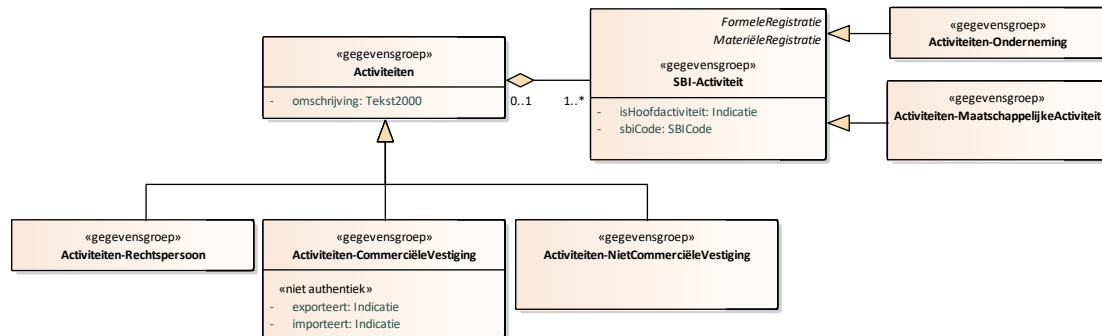 «gegevensgroep»
Activiteiten
- omschrijving: Tekst2000
0..1
1..*
FormeleRegistratie
MateriëleRegistratie
«gegevensgroep»
SBI-Activiteit
- isHoofdactiviteit: Indicatie
- sbiCode: SBICode
«gegevensgroep»
Activiteiten-Onderneming
«gegevensgroep»
Activiteiten-MaatschappelijkeActiviteit
«gegevensgroep»
Activiteiten-Rechtspersoon
«gegevensgroep»
Activiteiten-CommerciëleVestiging
«niet authentiek»
- exporteert: Indicatie
- importeert: Indicatie
«gegevensgroep»
Activiteiten-NietCommerciëleVestiging